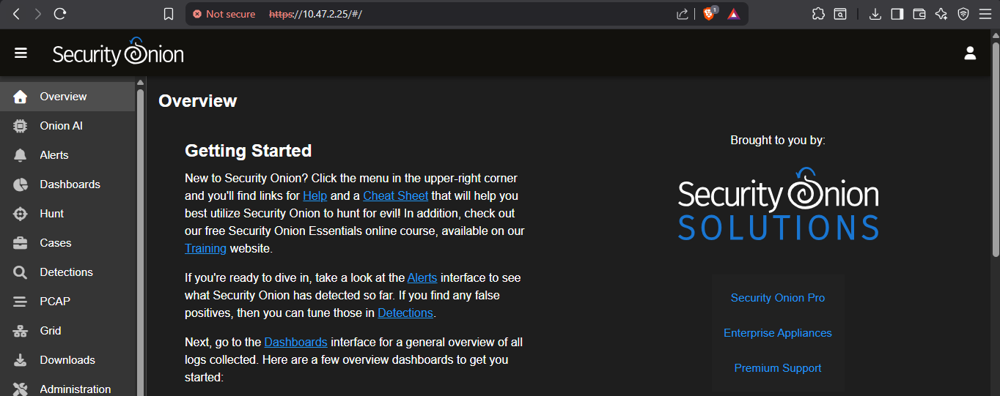 Not secure https://10.47.2.25/#/
1
Security Onion
Overview
Onion AI
Alerts
Dashboards
Hunt
Cases
Detections
PCAP
Grid
Downloads
Administration
Overview
Getting Started
New to Security Onion? Click the menu in the upper-right corner
and you'll find links for Help and a Cheat Sheet that will help you
best utilize Security Onion to hunt for evil! In addition, check out
our free Security Onion Essentials online course, available on our
Training website.
If you're ready to dive in, take a look at the Alerts interface to see
what Security Onion has detected so far. If you find any false
positives, then you can tune those in Detections.
Next, go to the Dashboards interface for a general overview of all
logs collected. Here are a few overview dashboards to get you
started:
Brought to you by:
Security Onion
SOLUTIONS
Security Onion Pro
Enterprise Appliances
Premium Support